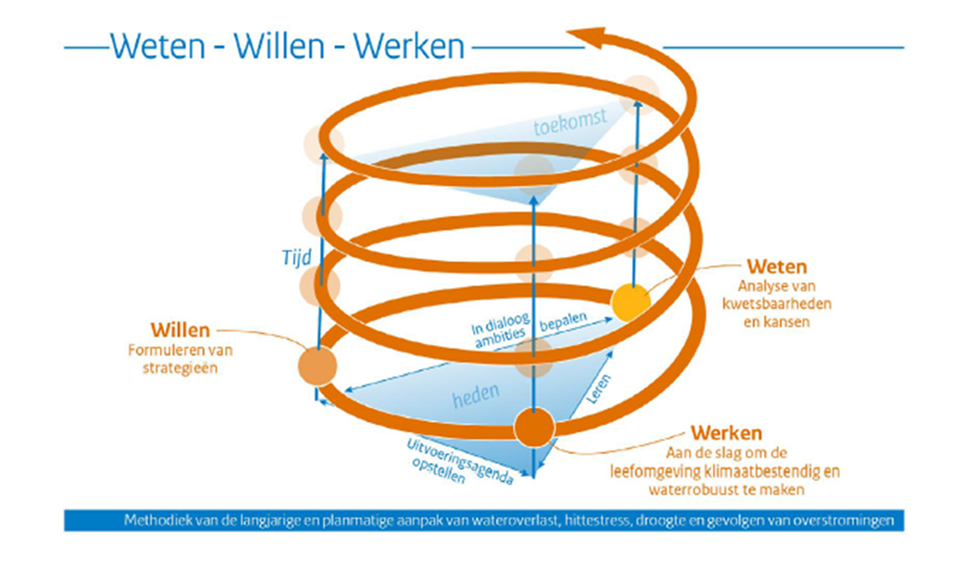 Weten - Willen - Werken
toekomst
Tijd
Weten
Analyse van
kwetsbaarheden
en kansen
In dialoog
ambities
bepalen
Willen
Formuleren van
strategieën
heden
Leren
Werken
Aan de slag om de
leefomgeving klimaatbestendig en
waterrobuust te maken
Uitvoeringsagenda
opstellen
Methodiek van de langjarige en planmatige aanpak van wateroverlast, hittestress, droogte en gevolgen van overstromingen